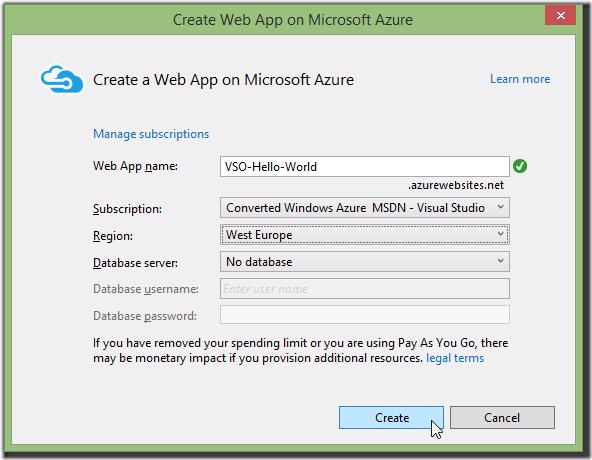 Create Web App on Microsoft Azure
Create a Web App on Microsoft Azure
Learn more
Manage subscriptions
Web App name: VSO-Hello-World
.azurewebsites.net
Subscription: Converted Windows Azure MSDN - Visual Studio
Region: West Europe
Database server: No database
Database username: Enter user name
Database password:
If you have removed your spending limit or you are using Pay As You Go, there
may be monetary impact if you provision additional resources. legal terms
Create Cancel